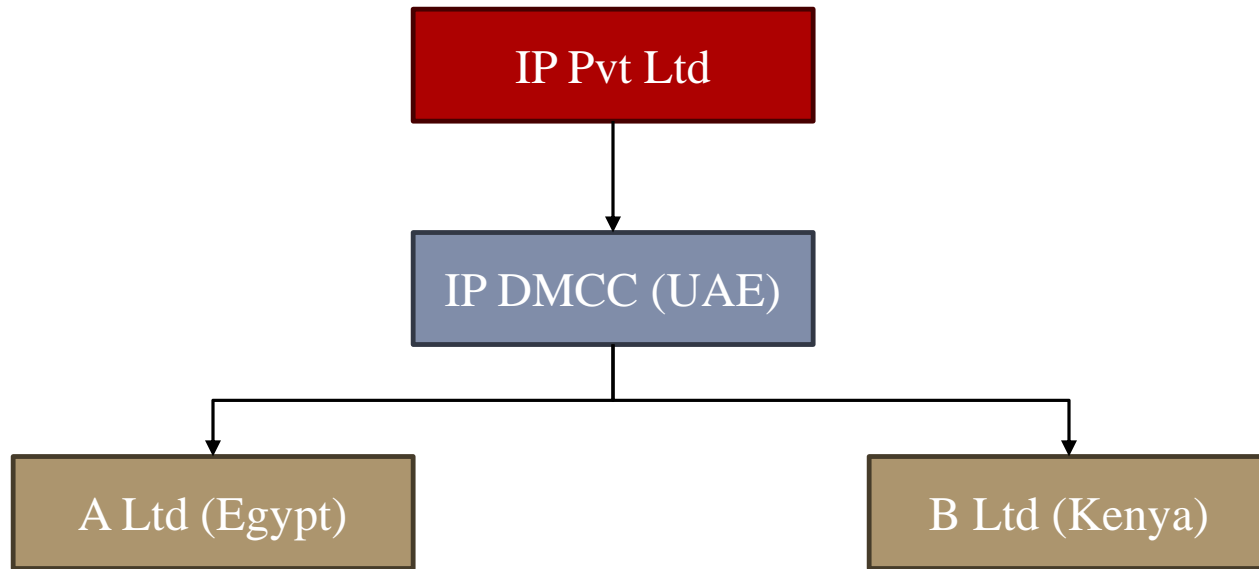 IP Pvt Ltd
IP DMCC (UAE)
A Ltd (Egypt)
B Ltd (Kenya)